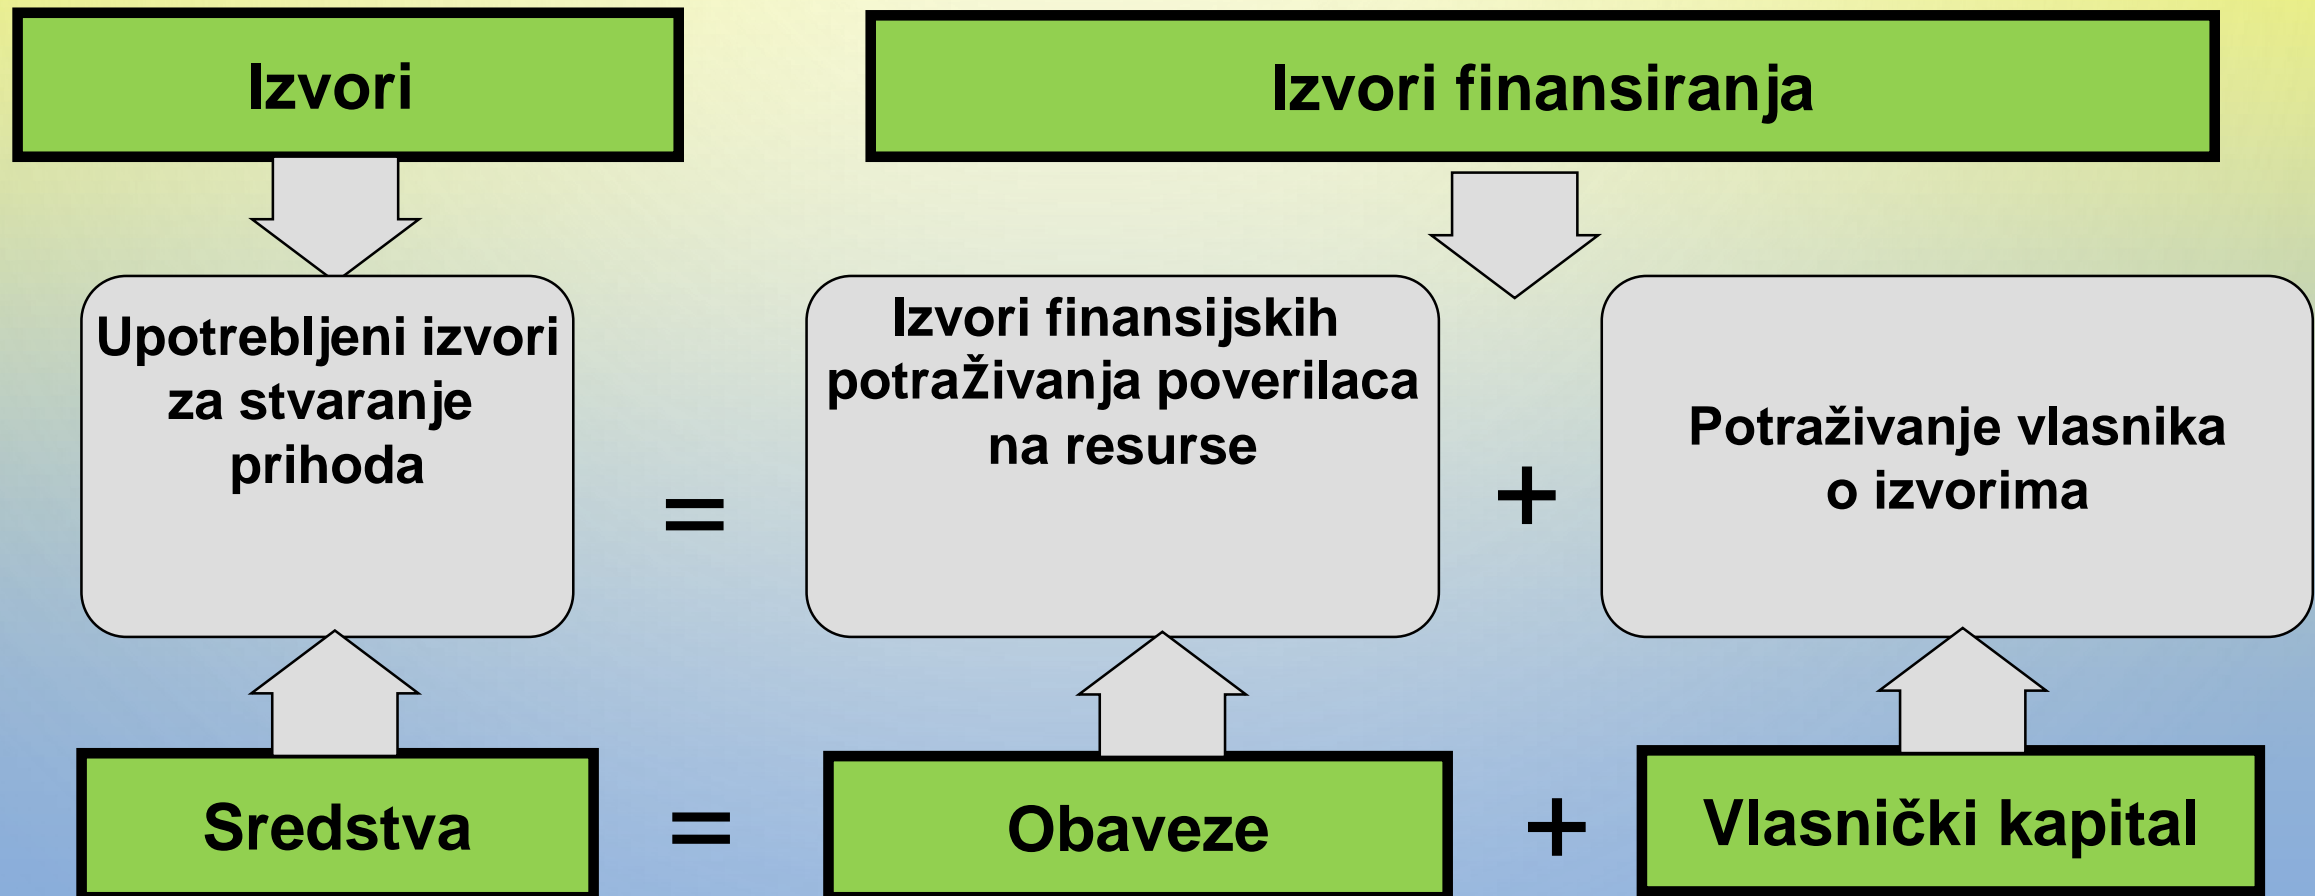 Izvori
Izvori finansiranja
Upotrebljeni izvori
za stvaranje
prihoda
=
Izvori finansijskih
potraŽivanja poverilaca
na resurse
+
Potraživanje vlasnika
o izvorima
Sredstva
=
Obaveze
+
Vlasnički kapital